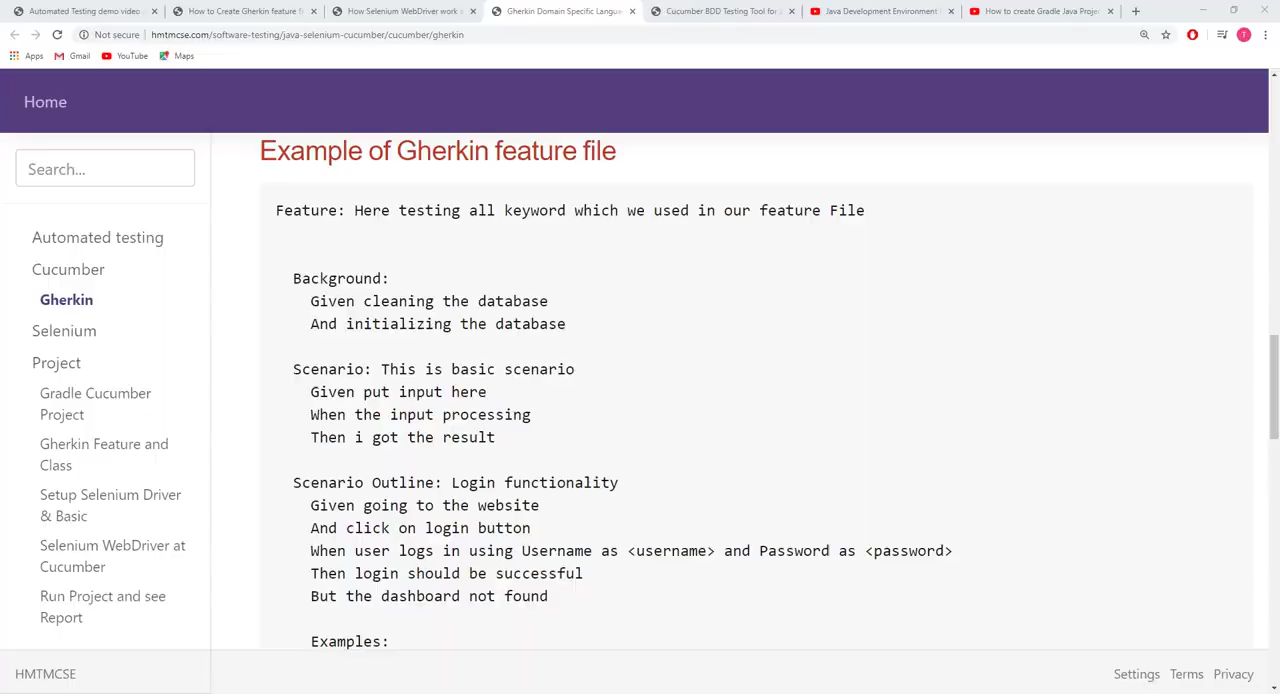 Automated Testing demo video
How to Create Gherkin feature f
How Selenium WebDriver work w
Gherkin Domain Specific Langua
Cucumber BDD Testing Tool for J
Java Development Environment
How to create Gradle Java Proje
Not secure
hmtmcse.com/software-testing/java-selenium-cucumber/cucumber/gherkin
T
Apps
Gmail
YouTube
Maps
Home
Search...
Automated testing
Cucumber
Gherkin
Selenium
Project
Gradle Cucumber
Project
Gherkin Feature and
Class
Setup Selenium Driver
& Basic
Selenium WebDriver at
Cucumber
Run Project and see
Report
Example of Gherkin feature file
Feature: Here testing all keyword which we used in our feature File
Background:
Given cleaning the database
And initializing the database
Scenario: This is basic scenario
Given put input here
When the input processing
Then i got the result
Scenario Outline: Login functionality
Given going to the website
And click on login button
When user logs in using Username as <username> and Password as <password>
Then login should be successful
But the dashboard not found
Examples:
HMTMCSE
Settings
Terms
Privacy